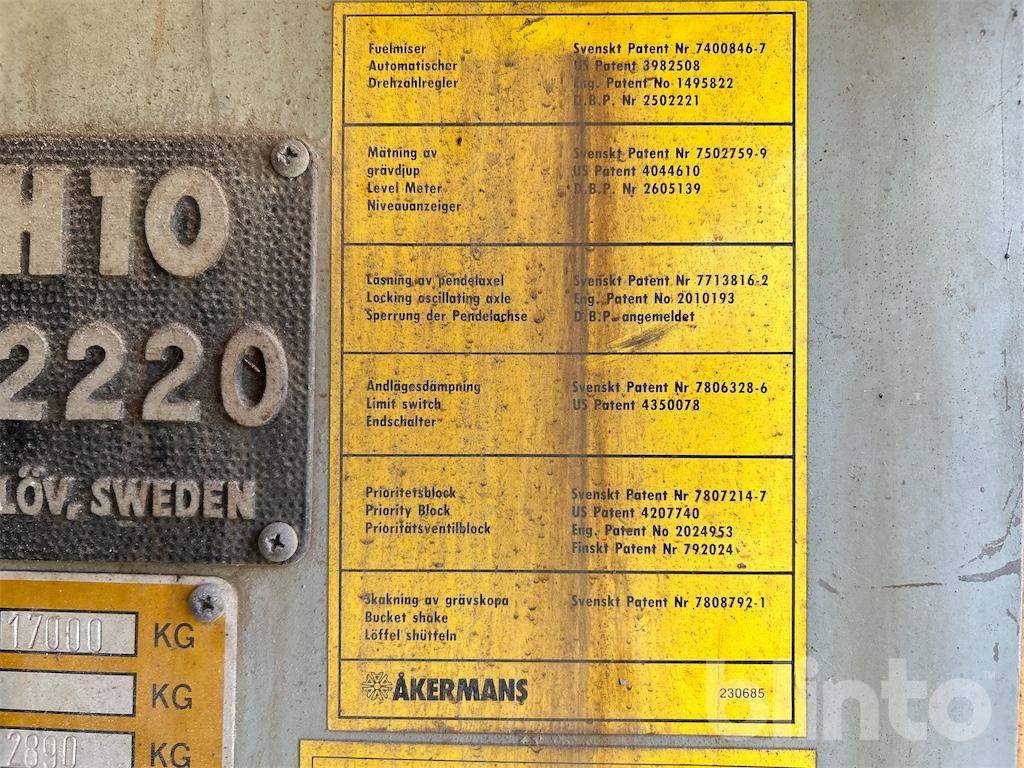 H10
2220
LÖV, SWEDEN
17000 KG
KG
2890 KG
Fuelmiser
Automatischer
Drehzahlregler
Svenskt Patent Nr 7400846-7
US Patent 3982508
Eng. Patent No 1495822
D.B.P. Nr 2502221
Mätning av
grävdjup
Level Meter
Niveauanzeiger
Svenskt Patent Nr 7502759-9
US Patent 4044610
D.B.P. Nr 2605139
Låsning av pendelaxel
Locking oscillating axle
Sperrung der Pendelachse
Svenskt Patent Nr 7713816-2
Eng. Patent No 2010193
D.B.P. angemeldet
Ändlägesdämpning
Limit switch
Endschalter
Svenskt Patent Nr 7806328-6
US Patent 4350078
Prioritetsblock
Priority Block
Prioritätsventilblock
Svenskt Patent Nr 7807214-7
US Patent 4207740
Eng. Patent No 2024953
Finskt Patent Nr 792024
Skakning av grävskopa
Bucket shake
Löffel shütteln
Svenskt Patent Nr 7808792-1
ÅKERMANS
230685
blinto